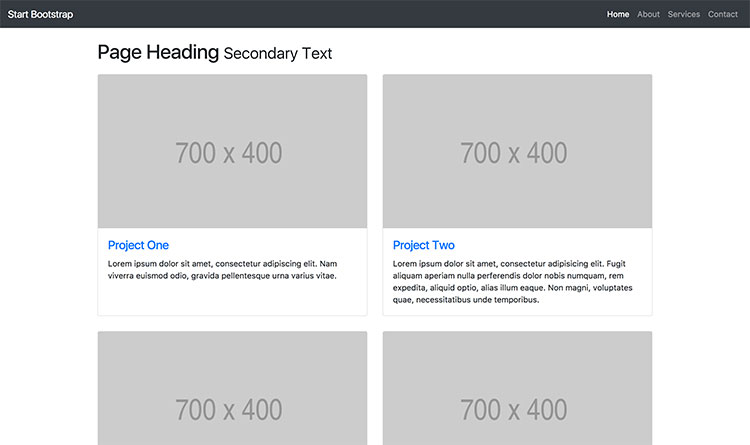 Start Bootstrap
Home About Services Contact
Page Heading Secondary Text
700 x 400
Project One
Lorem ipsum dolor sit amet, consectetur adipiscing elit. Nam
viverra euismod odio, gravida pellentesque urna varius vitae.
700 x 400
Project Two
Lorem ipsum dolor sit amet, consectetur adipiscing elit. Fugit
aliquam aperiam nulla perferendis dolor nobis numquam, rem
expedita, aliquid optio, alias illum eaque. Non magni, voluptates
quae, necessitatibus unde temporibus.
700 x 400
700 x 400